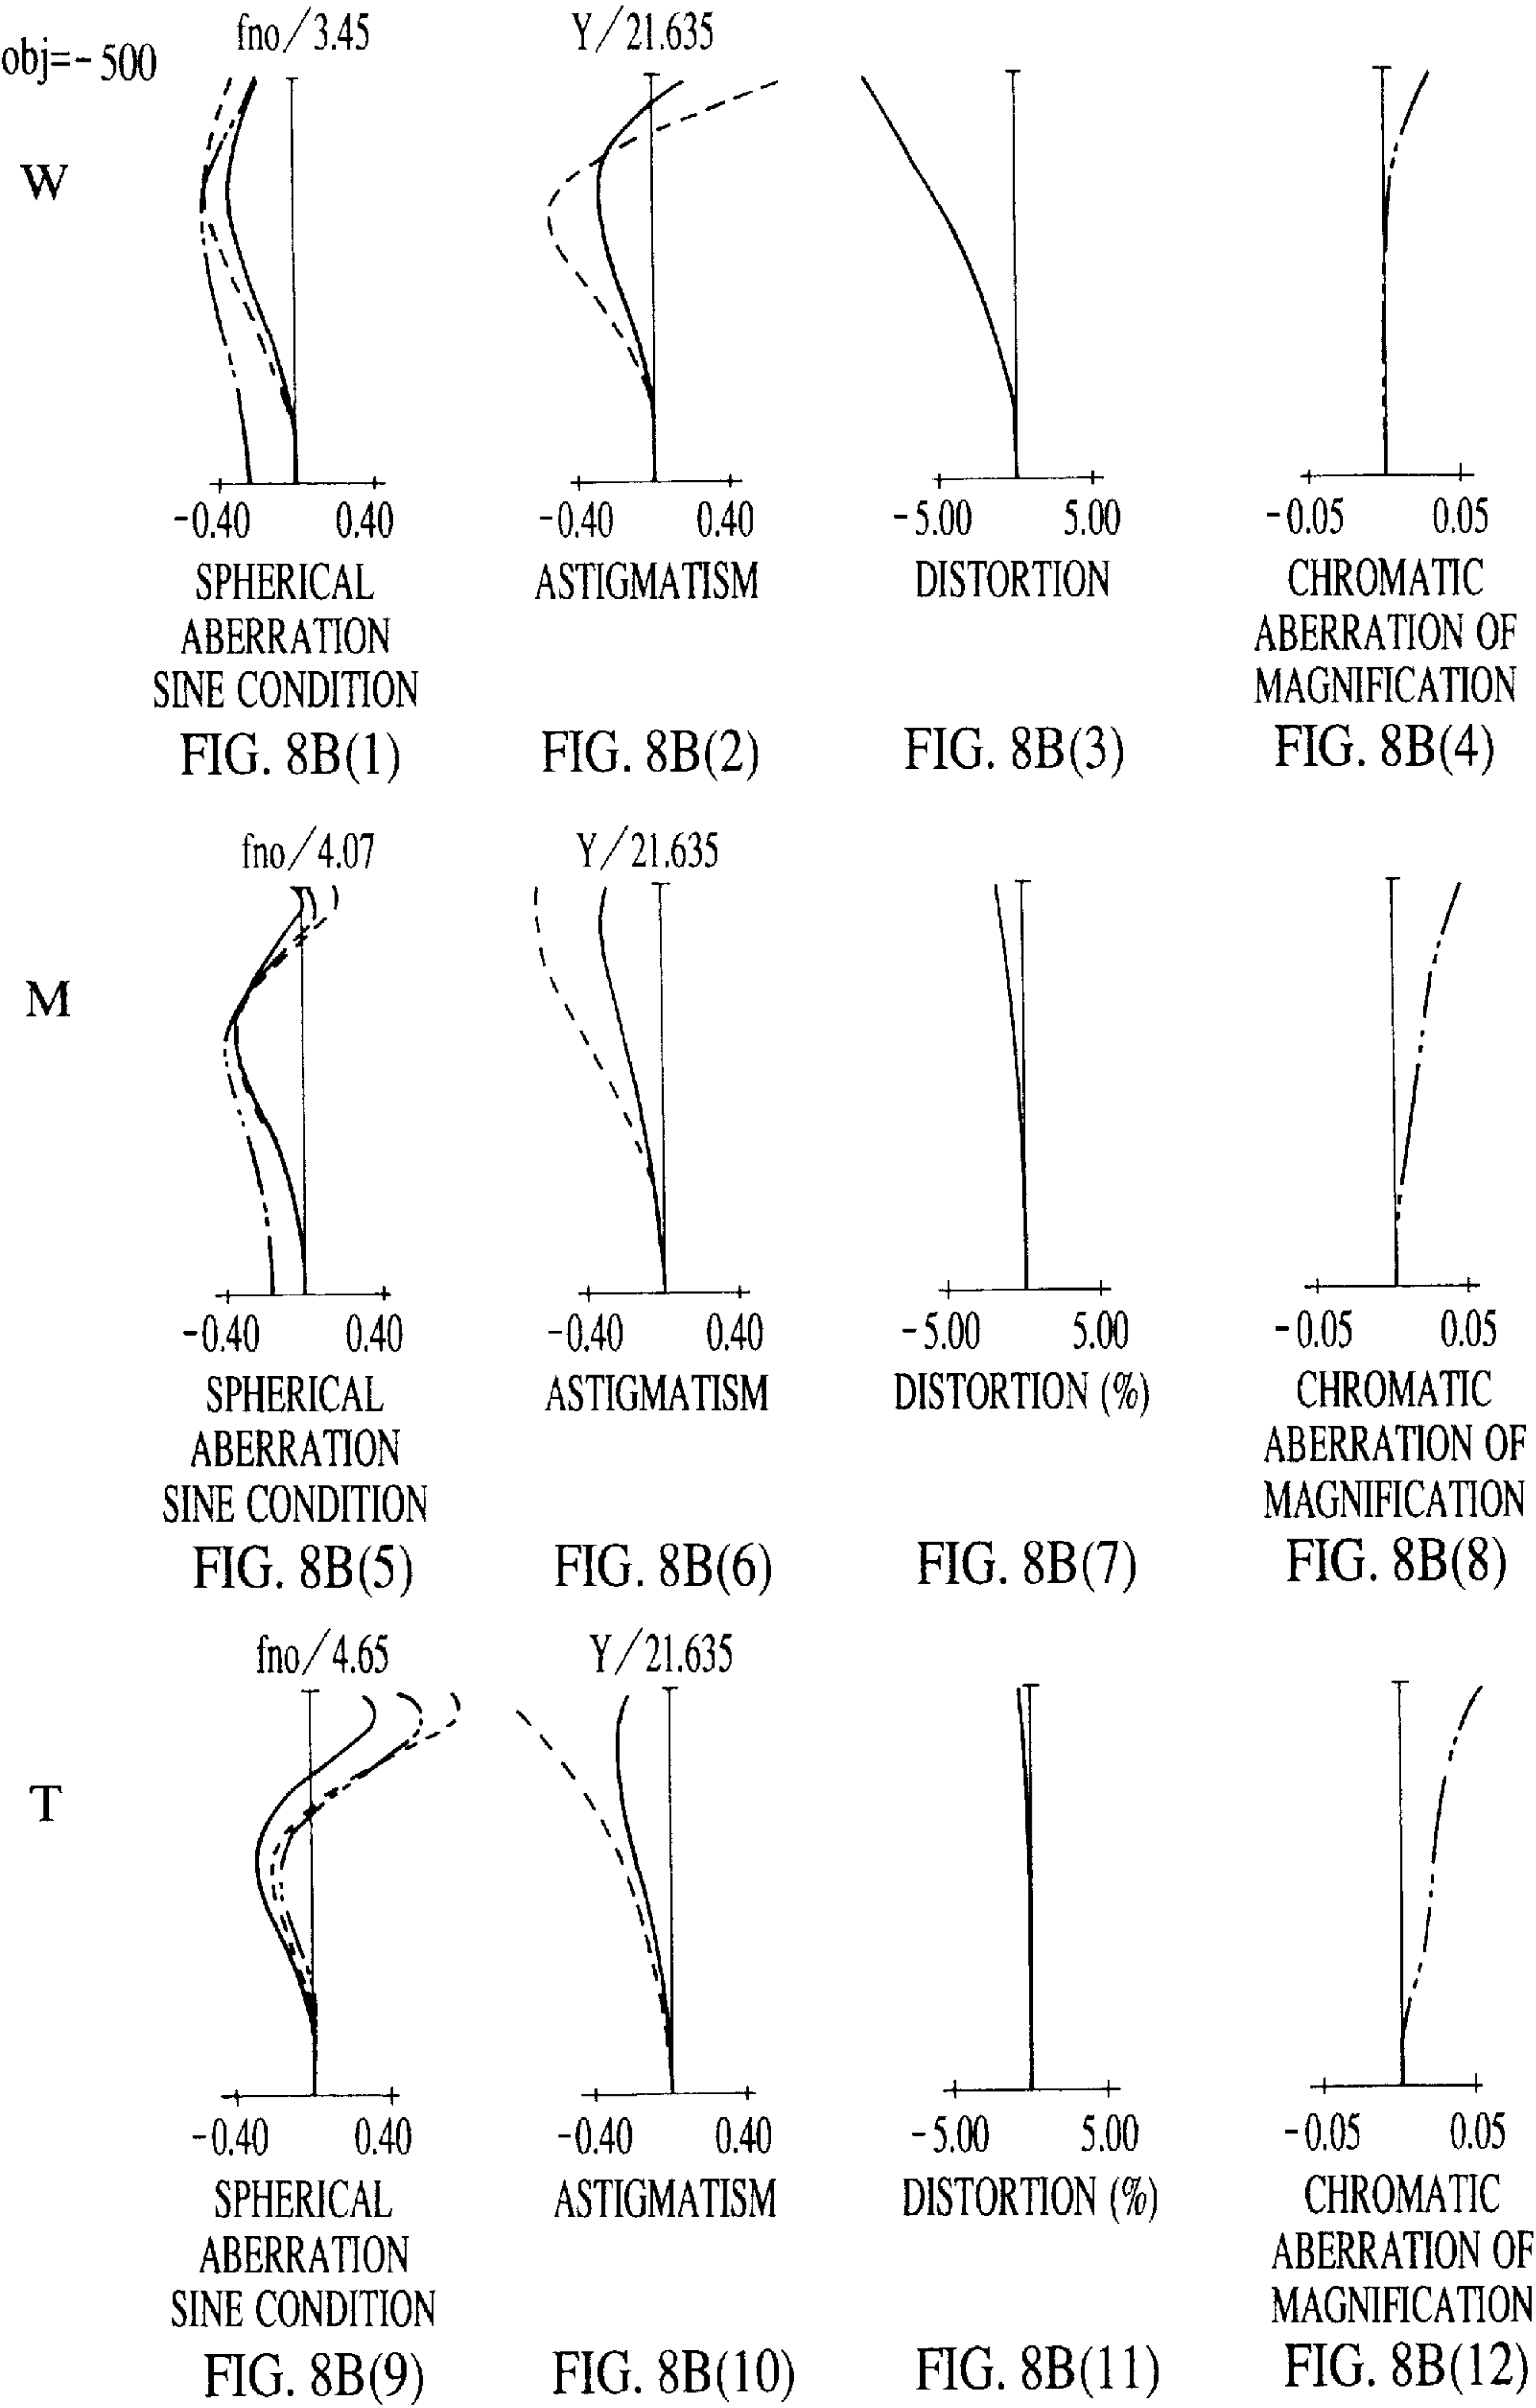 obj=-500
W
fno/3.45
Y/21.635
-0.40 0.40
-0.40 0.40
-5.00 5.00
-0.05 0.05
SPHERICAL
ABERRATION
SINE CONDITION
ASTIGMATISM
DISTORTION
CHROMATIC
ABERRATION OF
MAGNIFICATION
FIG. 8B(1)
FIG. 8B(2)
FIG. 8B(3)
FIG. 8B(4)
M
fno/4.07
Y/21.635
-0.40 0.40
-0.40 0.40
-5.00 5.00
-0.05 0.05
SPHERICAL
ABERRATION
SINE CONDITION
ASTIGMATISM
DISTORTION (%)
CHROMATIC
ABERRATION OF
MAGNIFICATION
FIG. 8B(5)
FIG. 8B(6)
FIG. 8B(7)
FIG. 8B(8)
T
fno/4.65
Y/21.635
-0.40 0.40
-0.40 0.40
-5.00 5.00
-0.05 0.05
SPHERICAL
ABERRATION
SINE CONDITION
ASTIGMATISM
DISTORTION (%)
CHROMATIC
ABERRATION OF
MAGNIFICATION
FIG. 8B(9)
FIG. 8B(10)
FIG. 8B(11)
FIG. 8B(12)